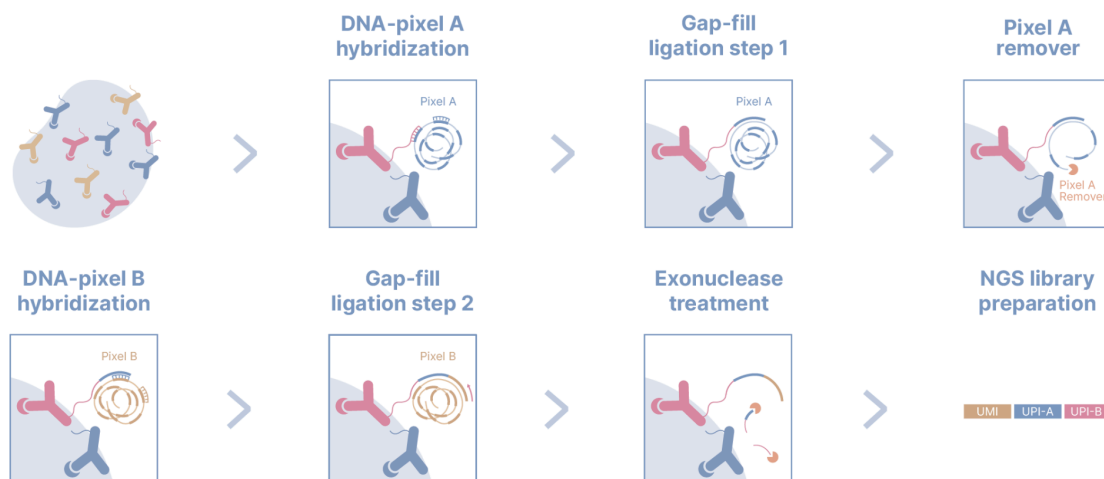 DNA-pixel A
hybridization
Gap-fill
ligation step 1
Pixel A
remover
Pixel A
Pixel A
Pixel A
Remover
DNA-pixel B
hybridization
Gap-fill
ligation step 2
Exonuclease
treatment
NGS library
preparation
Pixel B
Pixel B
UMI UPI-A UPI-B